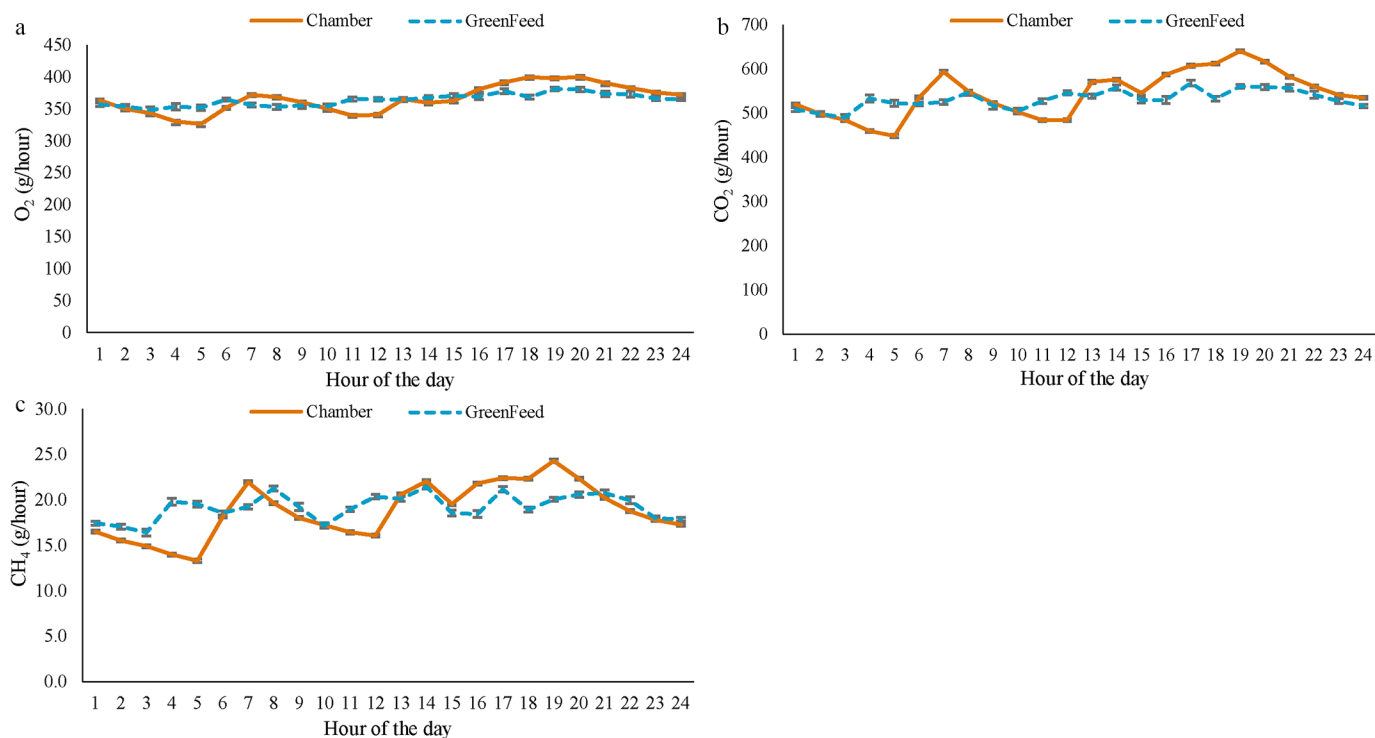 a
Chamber GreenFeed
450
400
350
300
250
200
150
100
50
0
O₂ (g/hour)
1 2 3 4 5 6 7 8 9 10 11 12 13 14 15 16 17 18 19 20 21 22 23 24
Hour of the day
b
Chamber GreenFeed
700
600
500
400
300
200
100
0
CO₂ (g/hour)
1 2 3 4 5 6 7 8 9 10 11 12 13 14 15 16 17 18 19 20 21 22 23 24
Hour of the day
c
Chamber GreenFeed
30.0
25.0
20.0
15.0
10.0
5.0
0.0
CH₄ (g/hour)
1 2 3 4 5 6 7 8 9 10 11 12 13 14 15 16 17 18 19 20 21 22 23 24
Hour of the day